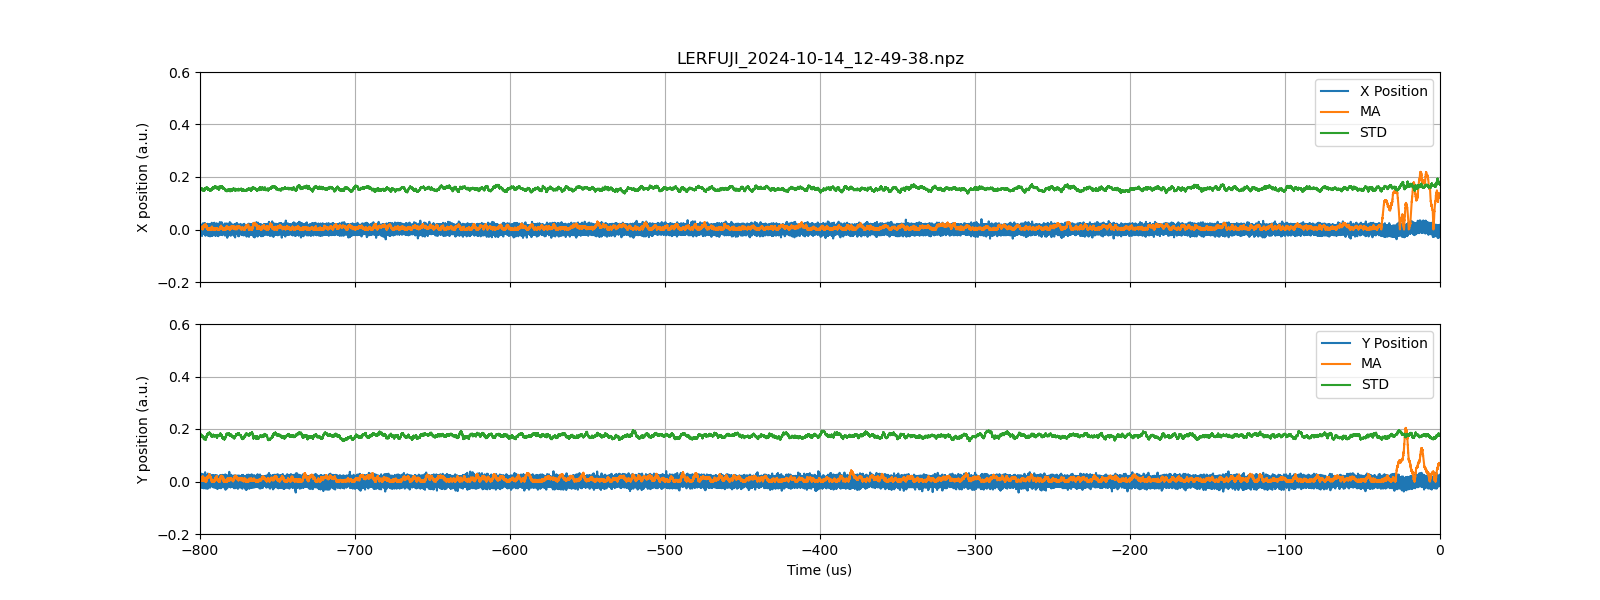 LERFUJI_2024-10-14_12-49-38.npz
X position (a.u.)
0.6
0.4
0.2
0.0
−0.2
X Position
MA
STD
Y position (a.u.)
0.6
0.4
0.2
0.0
−0.2
Y Position
MA
STD
−800 −700 −600 −500 −400 −300 −200 −100 0
Time (us)